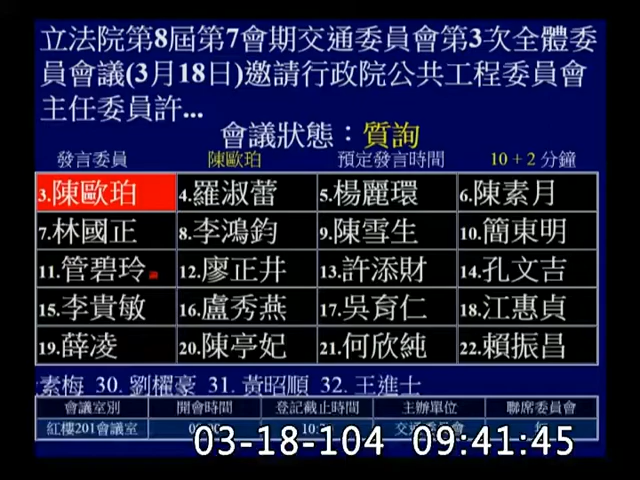 立法院第8屆第7會期交通委員會第3次全體委
員會議(3月18日)邀請行政院公共工程委員會
主任委員許...
會議狀態：質詢
發言委員 陳歐珀 預定發言時間 10 + 2 分鐘
3.陳歐珀 4.羅淑蕾 5.楊麗環 6.陳素月
7.林國正 8.李鴻鈞 9.陳雪生 10.簡東明
11.管碧玲 12.廖正井 13.許添財 14.孔文吉
15.李貴敏 16.盧秀燕 17.吳育仁 18.江惠貞
19.薛凌 20.陳亭妃 21.何欣純 22.賴振昌
素梅 30. 劉櫂豪 31. 黃昭順 32. 王進士
會議室別 開會時間 登記截止時間 主辦單位 聯席委員會
紅樓201會議室 交通委員會
03-18-104 09:41:45